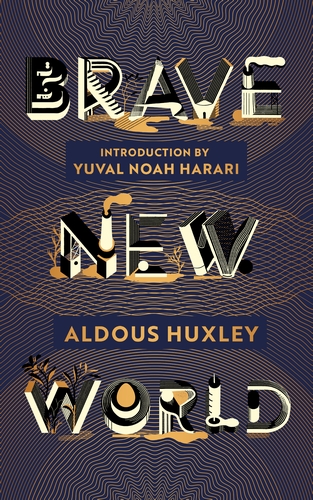 BRAVE
INTRODUCTION BY
YUVAL NOAH HARARI
NEW
ALDOUS HUXLEY
WORLD